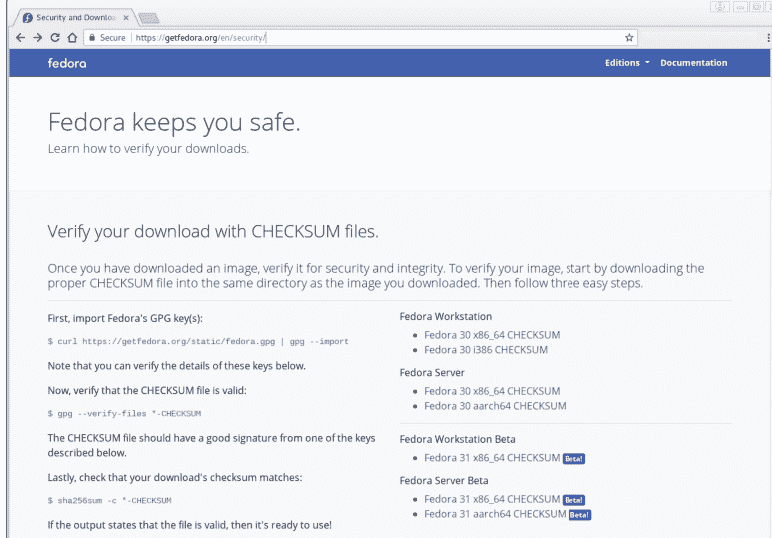 Security and Downloa
Secure https://getfedora.org/en/security/
fedora
Editions
Documentation
Fedora keeps you safe.
Learn how to verify your downloads.
Verify your download with CHECKSUM files.
Once you have downloaded an image, verify it for security and integrity. To verify your image, start by downloading the
proper CHECKSUM file into the same directory as the image you downloaded. Then follow three easy steps.
First, import Fedora's GPG key(s):
$ curl https://getfedora.org/static/fedora.gpg | gpg --import
Note that you can verify the details of these keys below.
Now, verify that the CHECKSUM file is valid:
$ gpg --verify-files *-CHECKSUM
The CHECKSUM file should have a good signature from one of the keys
described below.
Lastly, check that your download's checksum matches:
$ sha256sum -c *-CHECKSUM
If the output states that the file is valid, then it's ready to use!
Fedora Workstation
Fedora 30 x86_64 CHECKSUM
Fedora 30 i386 CHECKSUM
Fedora Server
Fedora 30 x86_64 CHECKSUM
Fedora 30 aarch64 CHECKSUM
Fedora Workstation Beta
Fedora 31 x86_64 CHECKSUM Beta!
Fedora Server Beta
Fedora 31 x86_64 CHECKSUM Beta!
Fedora 31 aarch64 CHECKSUM Beta!